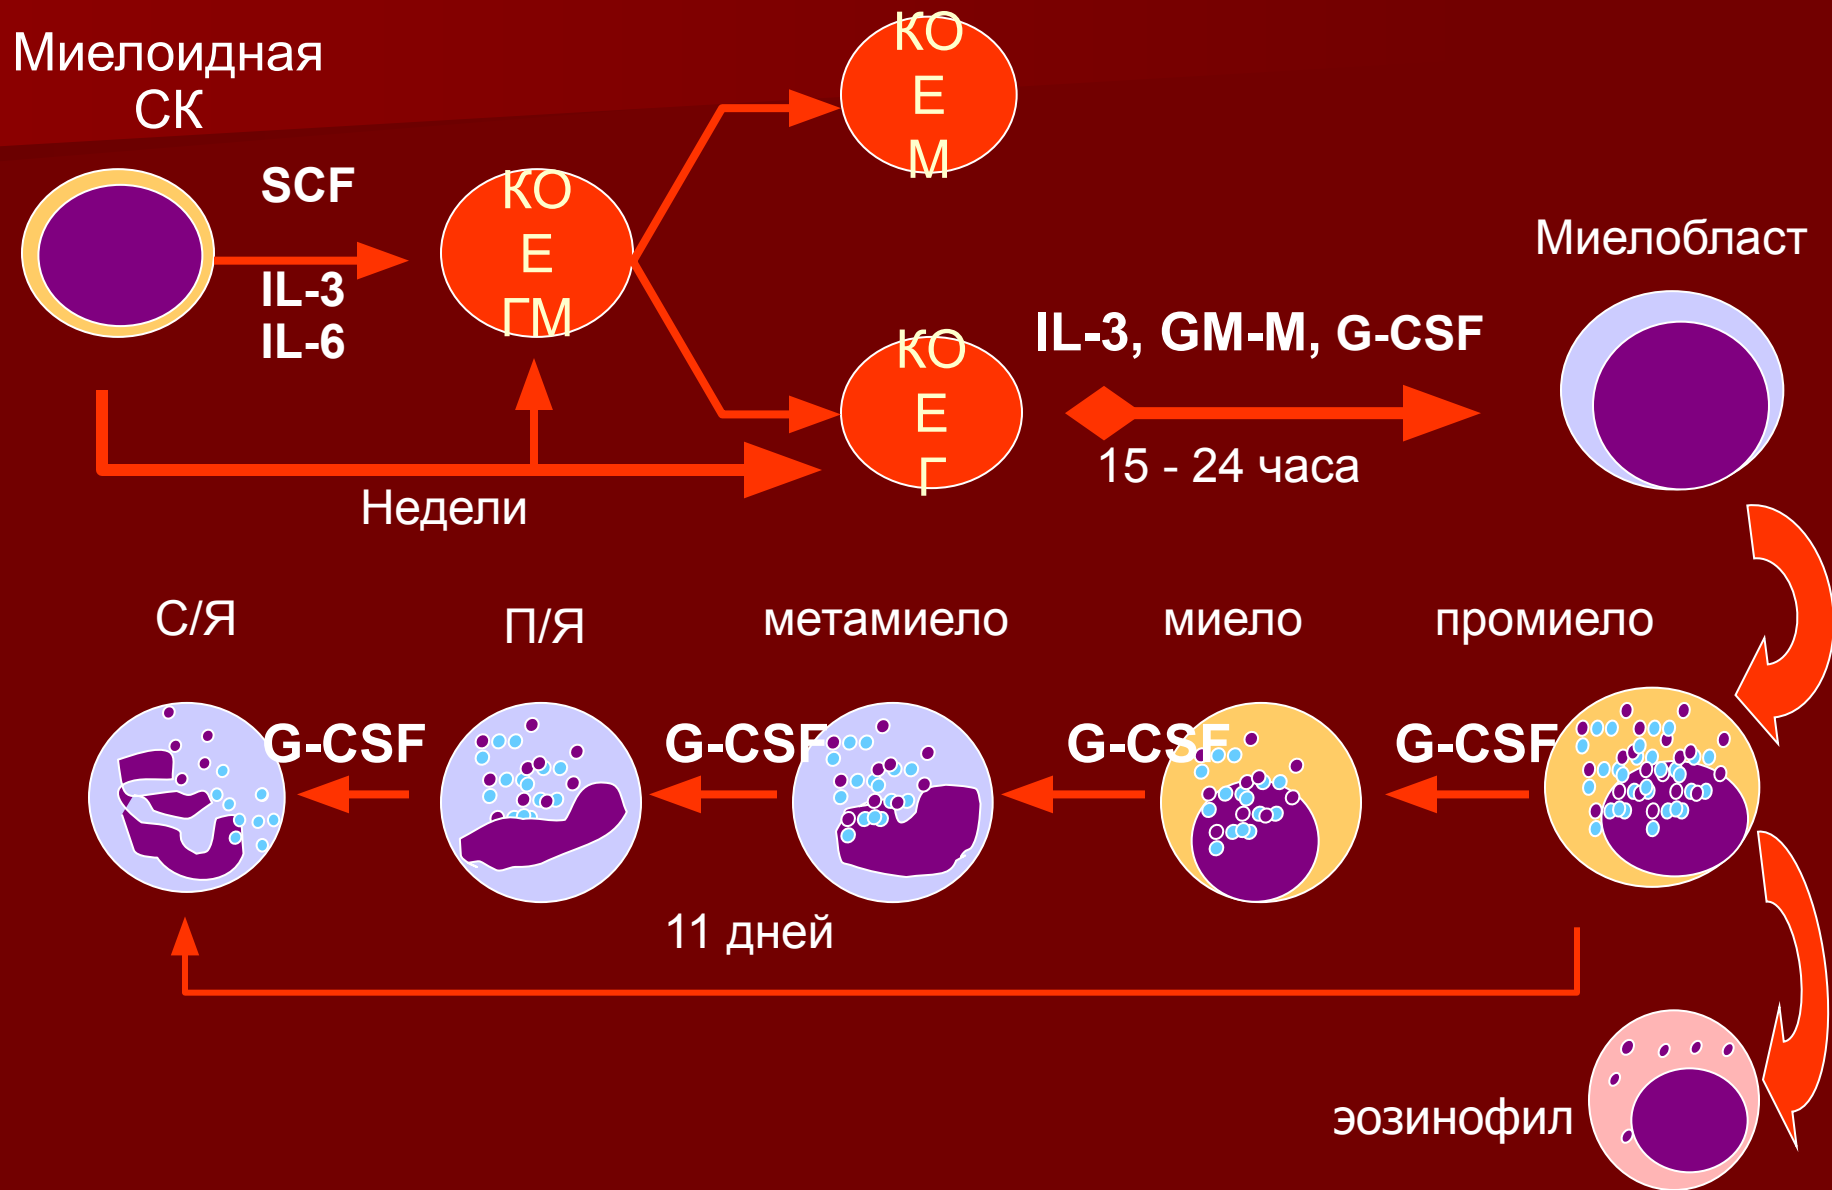 Миелоидная
СК
SCF
IL-3
IL-6
КО
Е
ГМ
КО
Е
М
КО
Е
Г
Недели
IL-3, GM-M, G-CSF
15 - 24 часа
Миелобласт
С/Я
П/Я
метамиело
миело
промиело
G-CSF
G-CSF
G-CSF
G-CSF
11 дней
эозинофил